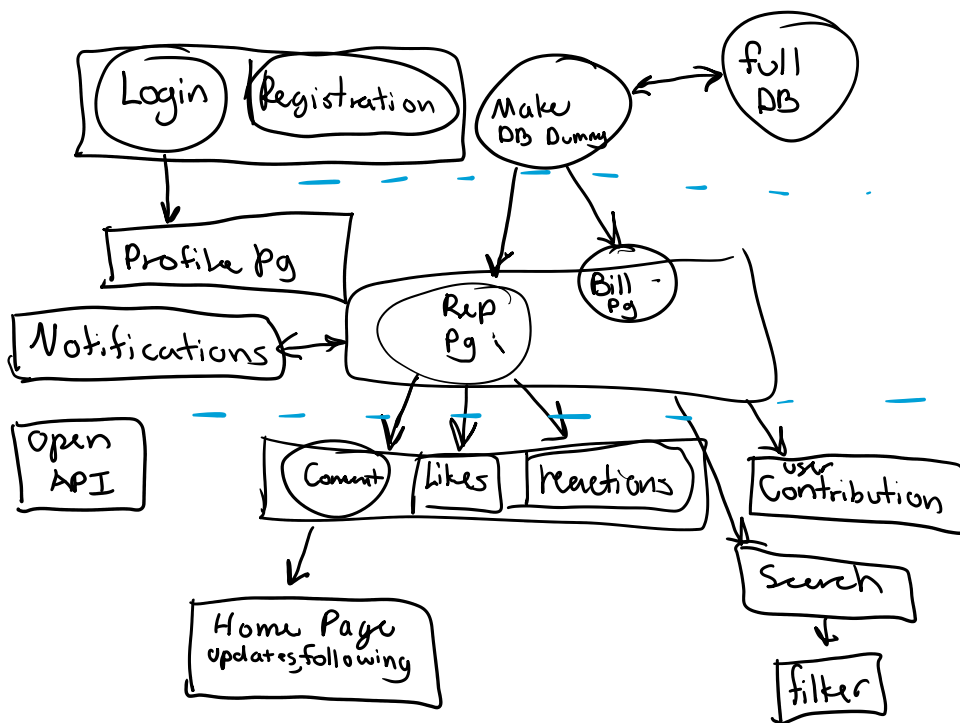 Login
Registration
Make
DB Dummy
full
DB
Profile Pg
Rep
Pg
Bill
Pg
Notifications
open
API
Comment
Likes
reactions
user
Contribution
Search
Home Page
updates, following
filter